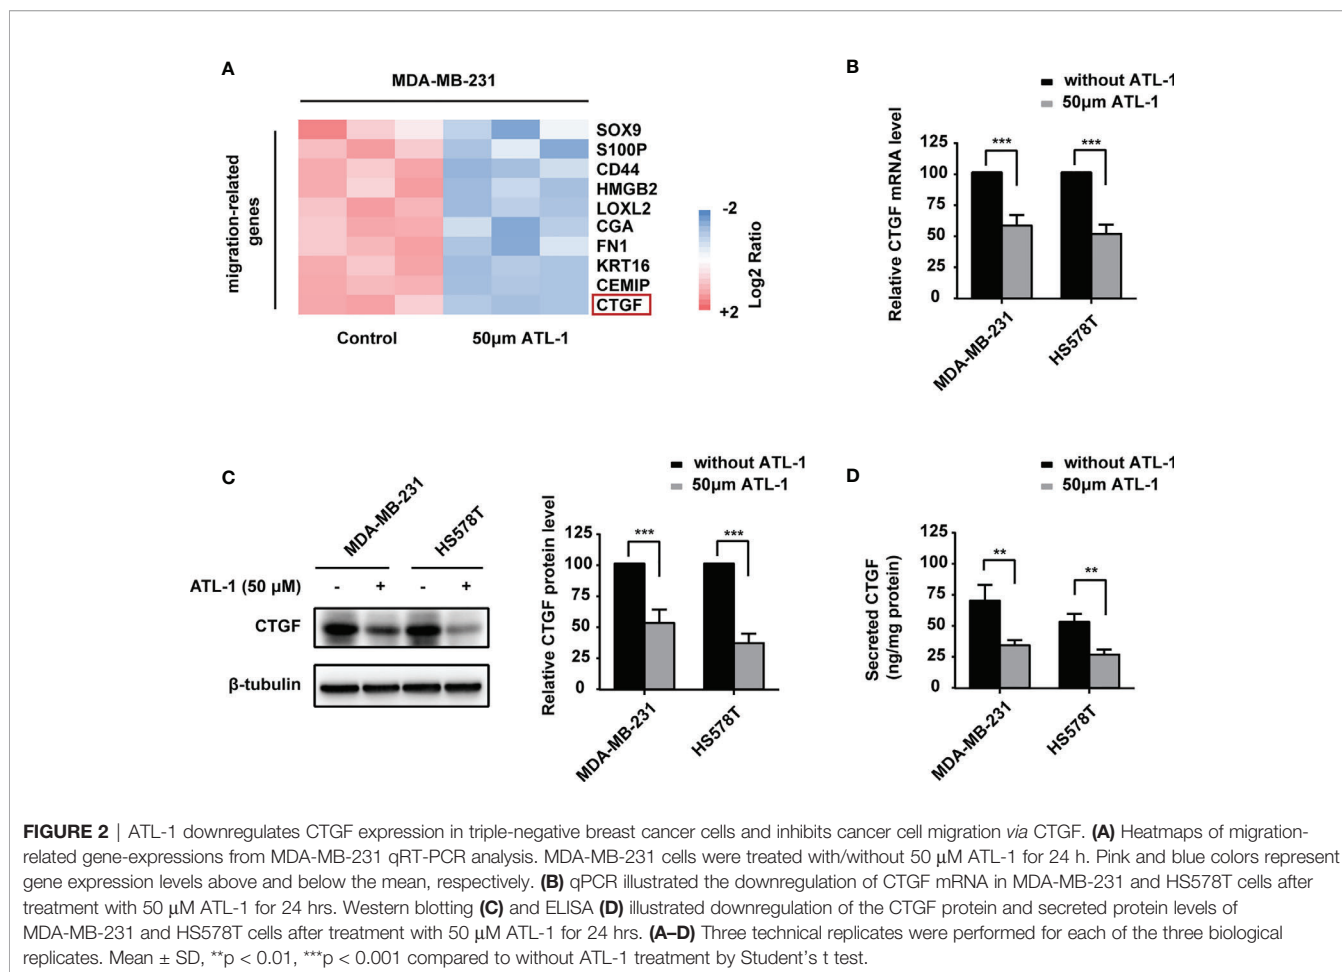 A
MDA-MB-231
migration-related
genes
SOX9
S100P
CD44
HMGB2
LOXL2
CGA
FN1
KRT16
CEMIP
CTGF
Control
50μm ATL-1
-2
+2
Log2 Ratio
B
without ATL-1
50μm ATL-1
Relative CTGF mRNA level
125
100
75
50
25
0
***
***
MDA-MB-231
HS578T
C
MDA-MB-231
HS578T
ATL-1 (50 μM)
- + - +
CTGF
β-tubulin
without ATL-1
50μm ATL-1
Relative CTGF protein level
125
100
75
50
25
0
***
***
MDA-MB-231
HS578T
D
without ATL-1
50μm ATL-1
Secreted CTGF
(ng/mg protein)
125
100
75
50
25
0
**
**
MDA-MB-231
HS578T
FIGURE 2 | ATL-1 downregulates CTGF expression in triple-negative breast cancer cells and inhibits cancer cell migration via CTGF. (A) Heatmaps of migration-
related gene-expressions from MDA-MB-231 qRT-PCR analysis. MDA-MB-231 cells were treated with/without 50 μM ATL-1 for 24 h. Pink and blue colors represent
gene expression levels above and below the mean, respectively. (B) qPCR illustrated the downregulation of CTGF mRNA in MDA-MB-231 and HS578T cells after
treatment with 50 μM ATL-1 for 24 hrs. Western blotting (C) and ELISA (D) illustrated downregulation of the CTGF protein and secreted protein levels of
MDA-MB-231 and HS578T cells after treatment with 50 μM ATL-1 for 24 hrs. (A–D) Three technical replicates were performed for each of the three biological
replicates. Mean ± SD, **p < 0.01, ***p < 0.001 compared to without ATL-1 treatment by Student's t test.